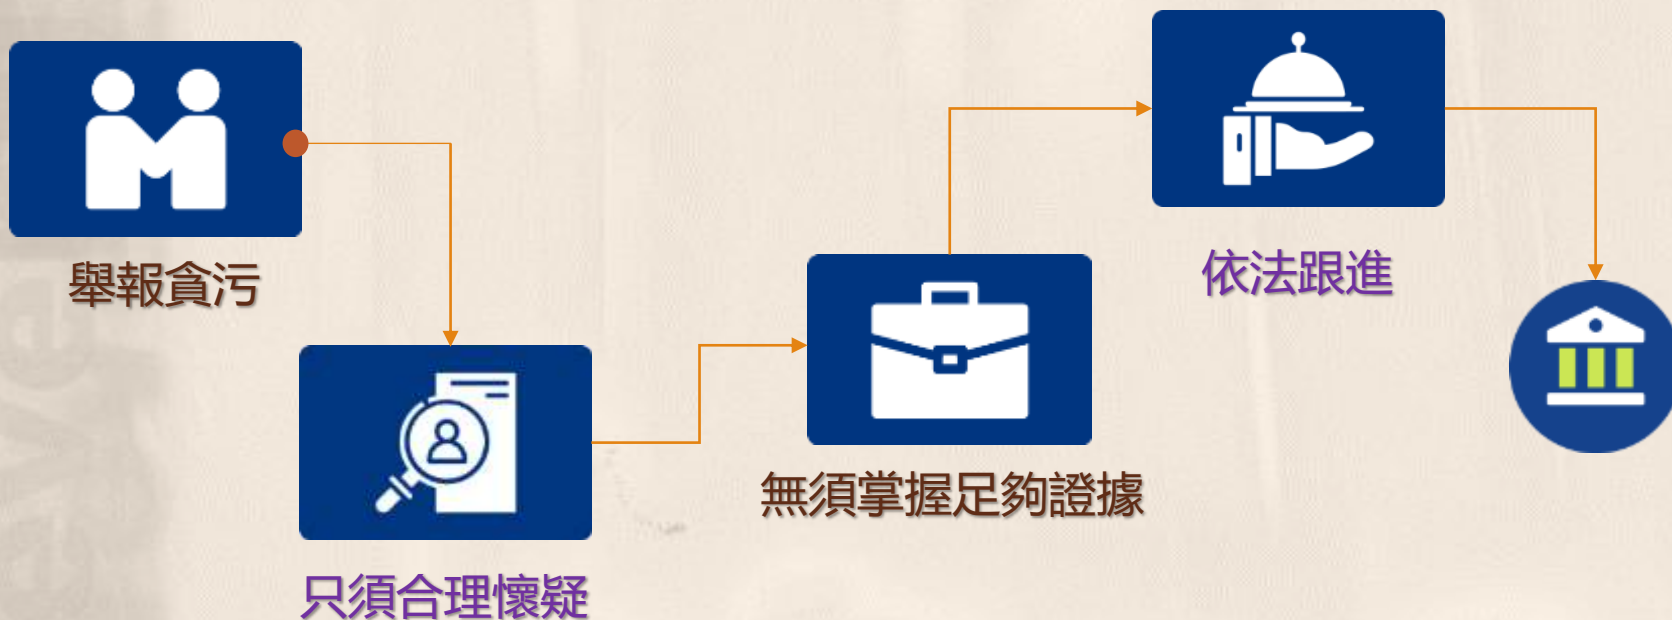 舉報貪污
只須合理懷疑
無須掌握足夠證據
依法跟進